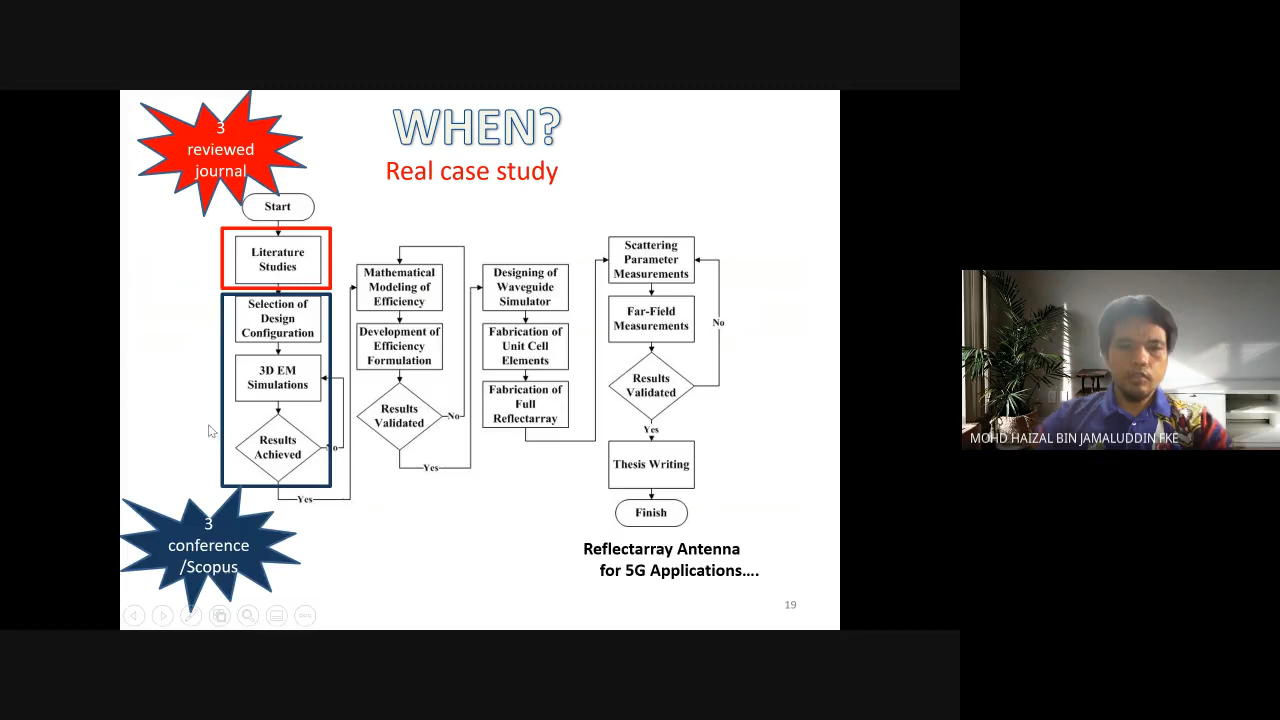 3
reviewed
journal
WHEN?
Real case study
Start
Literature
Studies
Selection of
Design
Configuration
3D EM
Simulations
Results
Achieved
No
Yes
Mathematical
Modeling of
Efficiency
Development of
Efficiency
Formulation
Results
Validated
No
Yes
Designing of
Waveguide
Simulator
Fabrication of
Unit Cell
Elements
Fabrication of
Full
Reflectarray
Scattering
Parameter
Measurements
Far-Field
Measurements
No
Results
Validated
Yes
Thesis Writing
Finish
3
conference
/Scopus
Reflectarray Antenna
for 5G Applications....
19
MOHD HAIZAL BIN JAMALUDDIN FKE